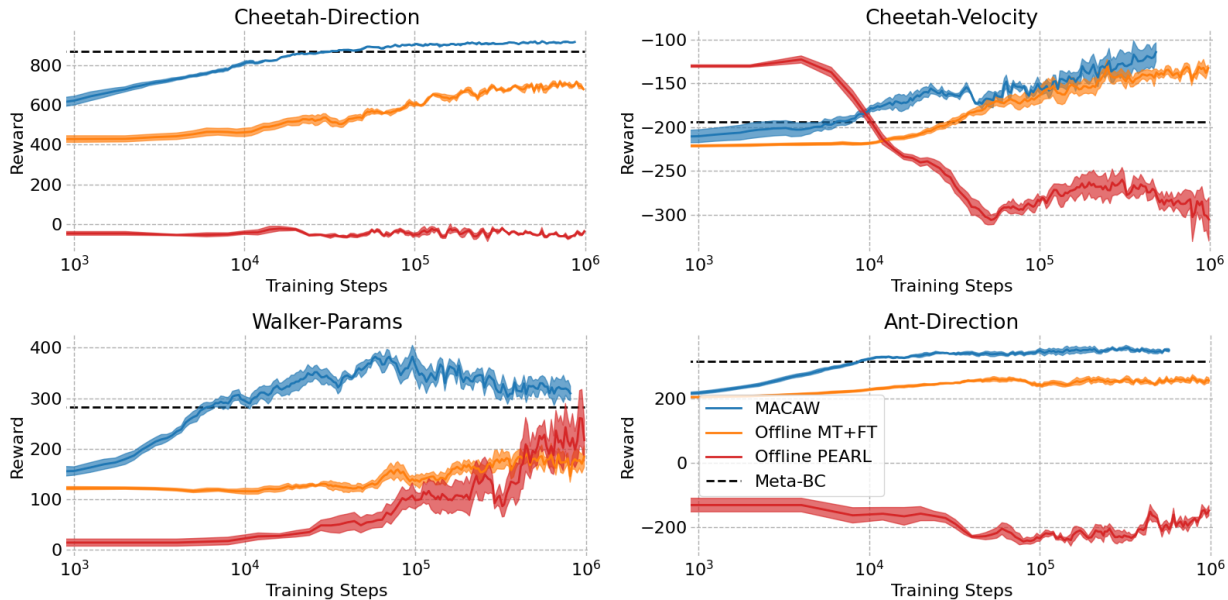 Cheetah-Direction
800
600
400
200
0
Reward
10^3
10^4
10^5
10^6
Training Steps
Cheetah-Velocity
−100
−150
−200
−250
−300
Reward
10^3
10^4
10^5
10^6
Training Steps
Walker-Params
400
300
200
100
0
Reward
10^3
10^4
10^5
10^6
Training Steps
Ant-Direction
200
0
−200
Reward
MACAW
Offline MT+FT
Offline PEARL
Meta-BC
10^3
10^4
10^5
10^6
Training Steps